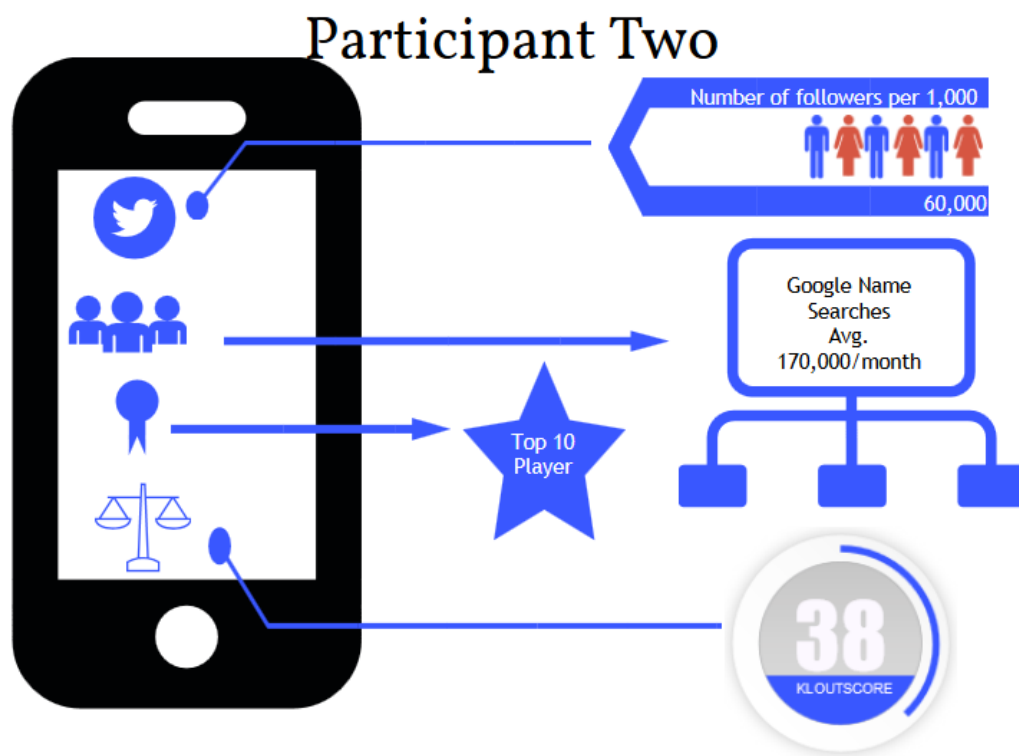 Participant Two
Number of followers per 1,000
60,000
Google Name
Searches
Avg.
170,000/month
Top 10
Player
38
KLOUTSCORE